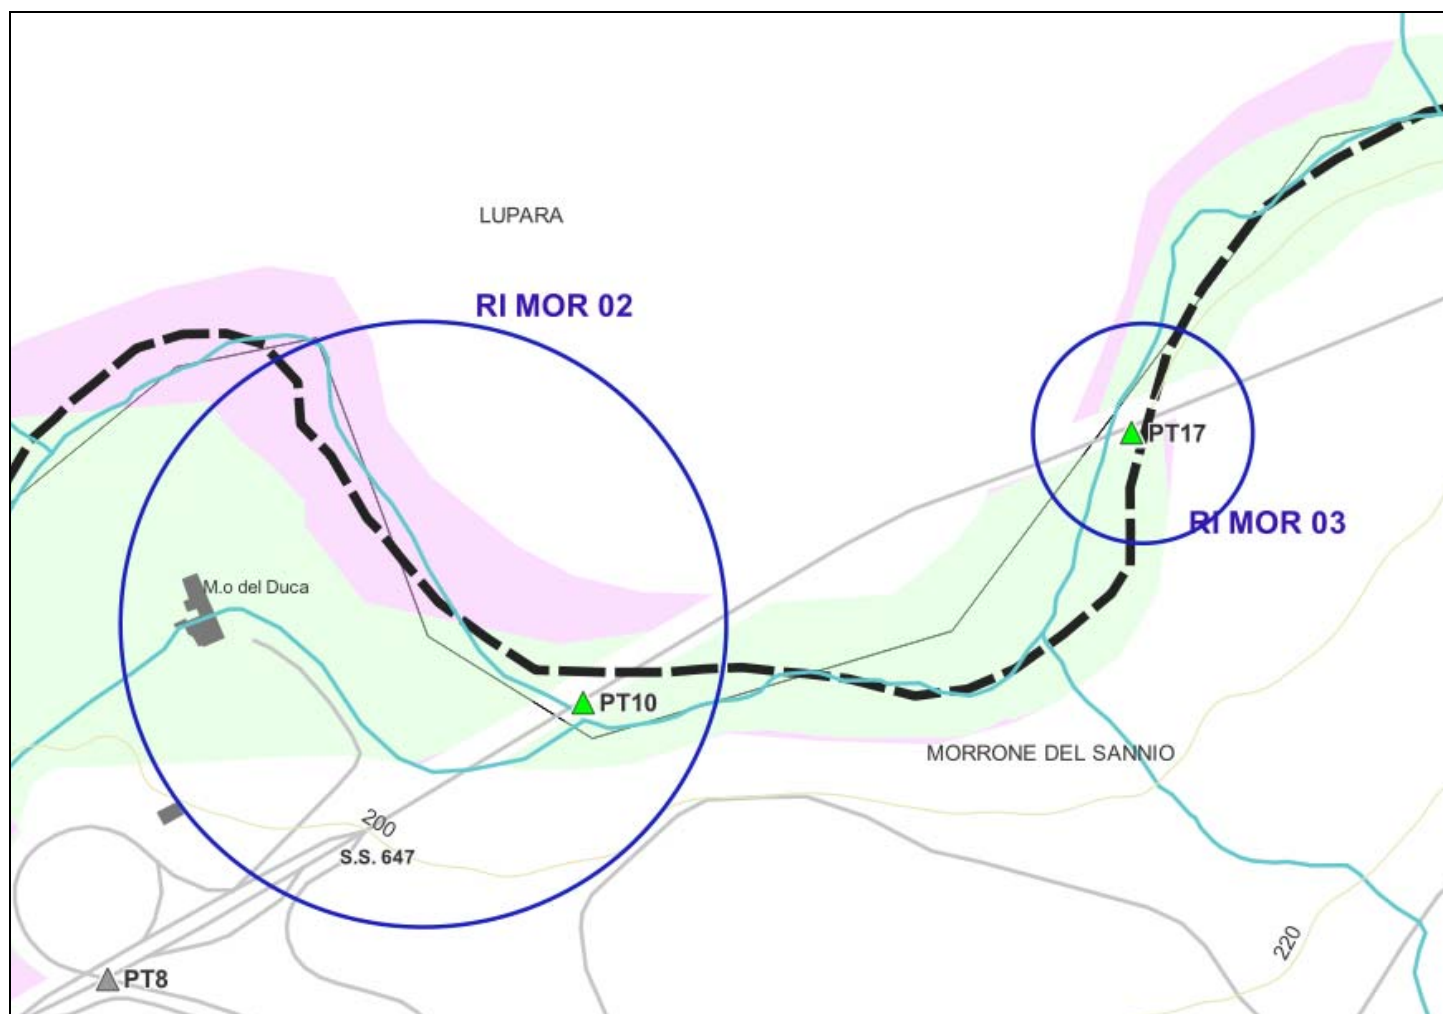 LUPARA
RI MOR 02
PT17
RI MOR 03
M.o del Duca
PT10
MORRONE DEL SANNIO
200
S.S. 647
220
PT8